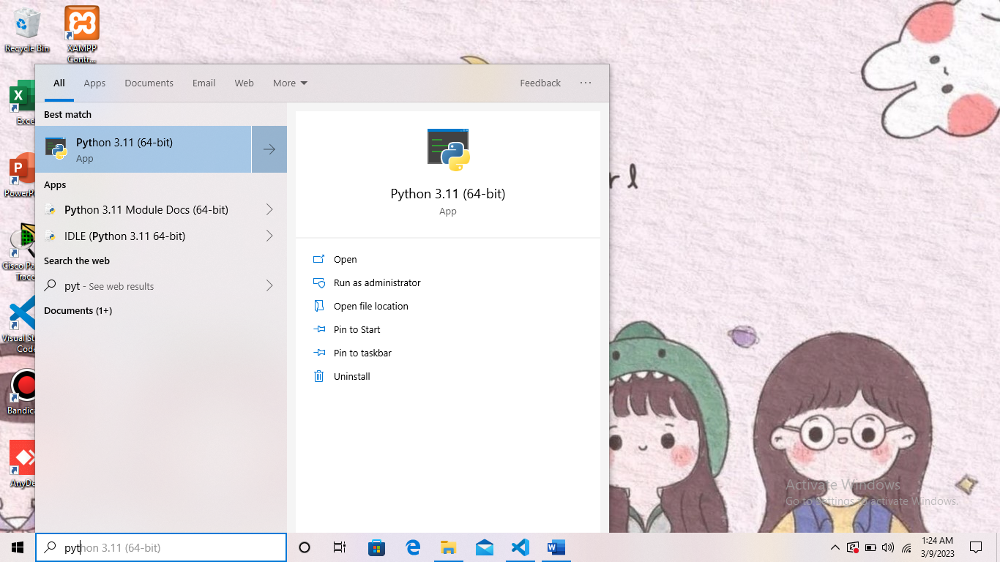 Recycle Bin
XAMPP
Contr...
All
Apps
Documents
Email
Web
More
Feedback
Best match
Python 3.11 (64-bit)
App
Apps
Python 3.11 Module Docs (64-bit)
IDLE (Python 3.11 64-bit)
Search the web
pyt - See web results
Documents (1+)
Python 3.11 (64-bit)
App
Open
Run as administrator
Open file location
Pin to Start
Pin to taskbar
Uninstall
Exce
PowerPo
Cisco Pa
Trace
Visual St
Code
Bandica
AnyDe
rl
Activate Windows
Go to Settings to activate Windows.
python 3.11 (64-bit)
1:24 AM
3/9/2023